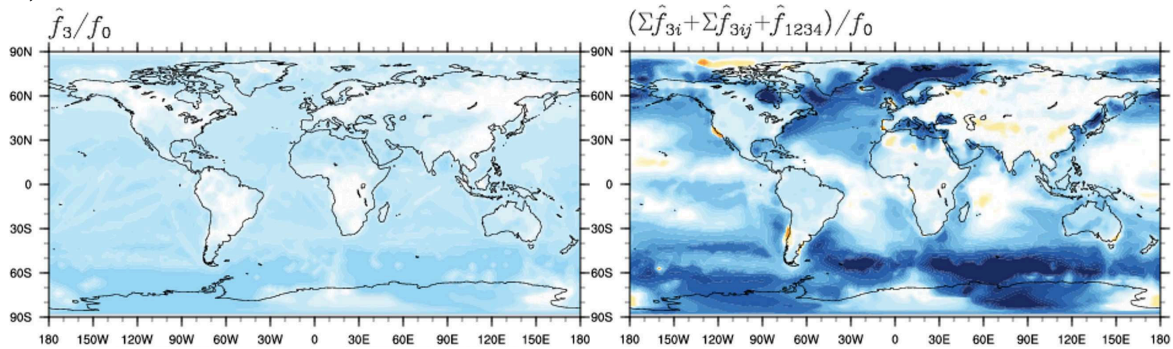 f̂₃/f₀
(Σf̂₃ᵢ+Σf̂₃ᵢⱼ+f̂₁₂₃₄)/f₀
90N 90N
60N 60N
30N 30N
0 0
30S 30S
60S 60S
90S 90S
180 150W 120W 90W 60W 30W 0 30E 60E 90E 120E 150E 180
180 150W 120W 90W 60W 30W 0 30E 60E 90E 120E 150E 180